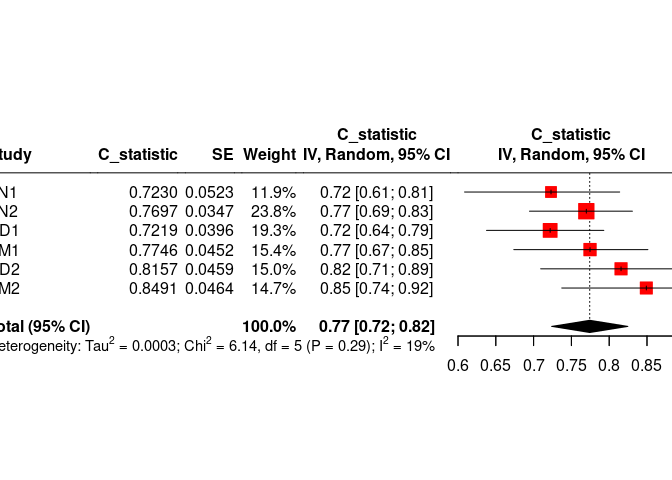 C_statistic C_statistic
tudy C_statistic SE Weight IV, Random, 95% CI IV, Random, 95% CI
N1 0.7230 0.0523 11.9% 0.72 [0.61; 0.81]
N2 0.7697 0.0347 23.8% 0.77 [0.69; 0.83]
D1 0.7219 0.0396 19.3% 0.72 [0.64; 0.79]
M1 0.7746 0.0452 15.4% 0.77 [0.67; 0.85]
D2 0.8157 0.0459 15.0% 0.82 [0.71; 0.89]
M2 0.8491 0.0464 14.7% 0.85 [0.74; 0.92]
otal (95% CI) 100.0% 0.77 [0.72; 0.82]
eterogeneity: Tau² = 0.0003; Chi² = 6.14, df = 5 (P = 0.29); I² = 19%
0.6 0.65 0.7 0.75 0.8 0.85